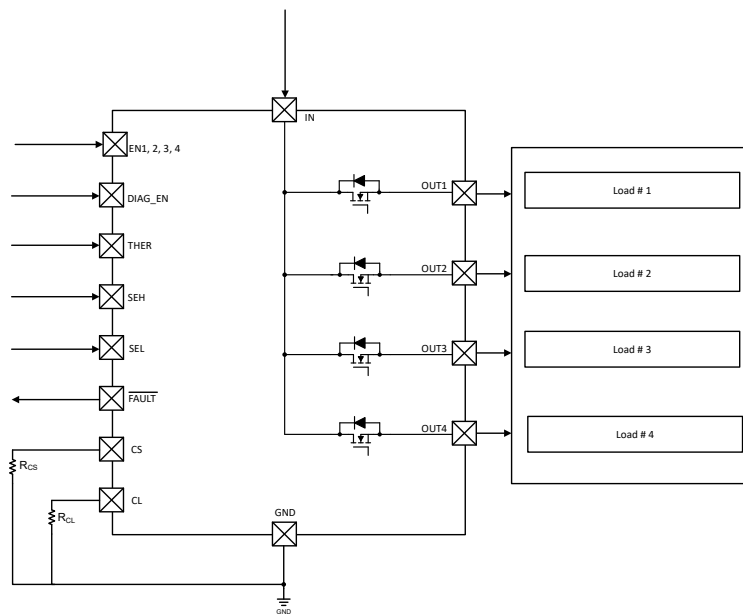 IN
EN1, 2, 3, 4
DIAG_EN
THER
SEH
SEL
FAULT
CS
CL
RCS
RCL
OUT1
OUT2
OUT3
OUT4
Load # 1
Load # 2
Load # 3
Load # 4
GND
GND